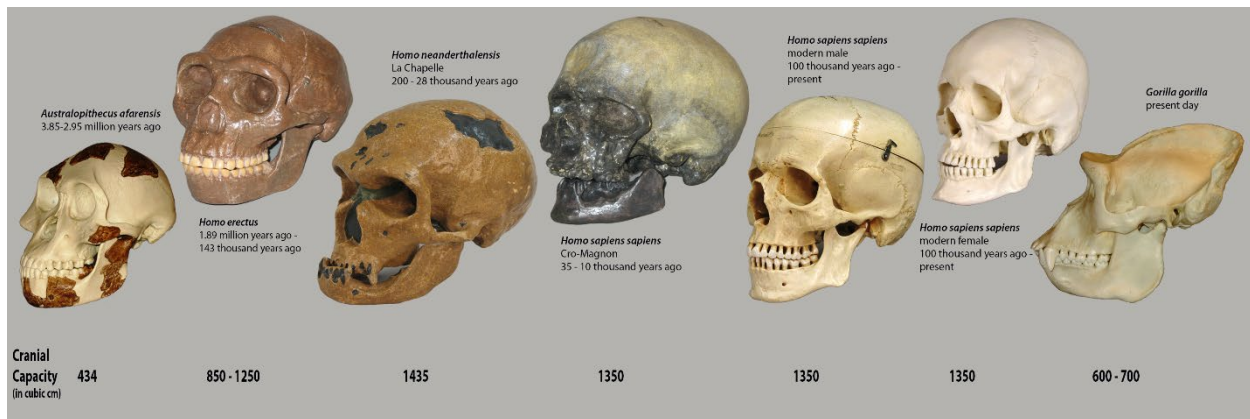 Australopithecus afarensis
3.85-2.95 million years ago
Homo erectus
1.89 million years ago -
143 thousand years ago
Homo neanderthalensis
La Chapelle
200 - 28 thousand years ago
Homo sapiens sapiens
Cro-Magnon
35 - 10 thousand years ago
Homo sapiens sapiens
modern male
100 thousand years ago -
present
Homo sapiens sapiens
modern female
100 thousand years ago -
present
Gorilla gorilla
present day
Cranial
Capacity 434 850 - 1250 1435 1350 1350 1350 600 - 700
(in cubic cm)